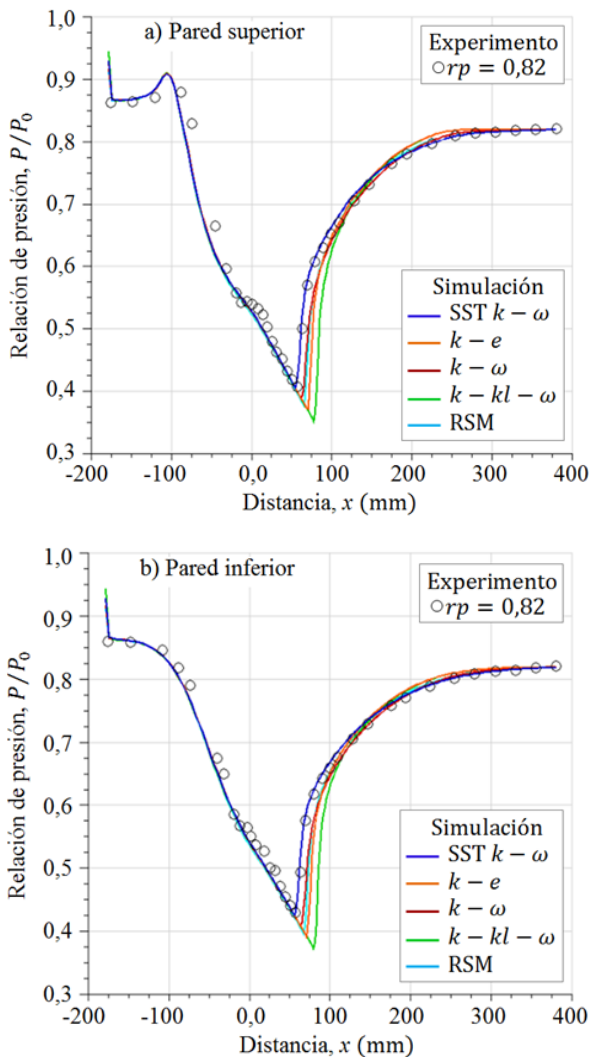 a) Pared superior
Experimento
○ rp = 0,82
Relación de presión, P/P₀
1,0
0,9
0,8
0,7
0,6
0,5
0,4
0,3
Simulación
SST k − ω
k − e
k − ω
k − kl − ω
RSM
-200 -100 0,0 100 200 300 400
Distancia, x (mm)
b) Pared inferior
Experimento
○ rp = 0,82
Relación de presión, P/P₀
1,0
0,9
0,8
0,7
0,6
0,5
0,4
0,3
Simulación
SST k − ω
k − e
k − ω
k − kl − ω
RSM
-200 -100 0,0 100 200 300 400
Distancia, x (mm)